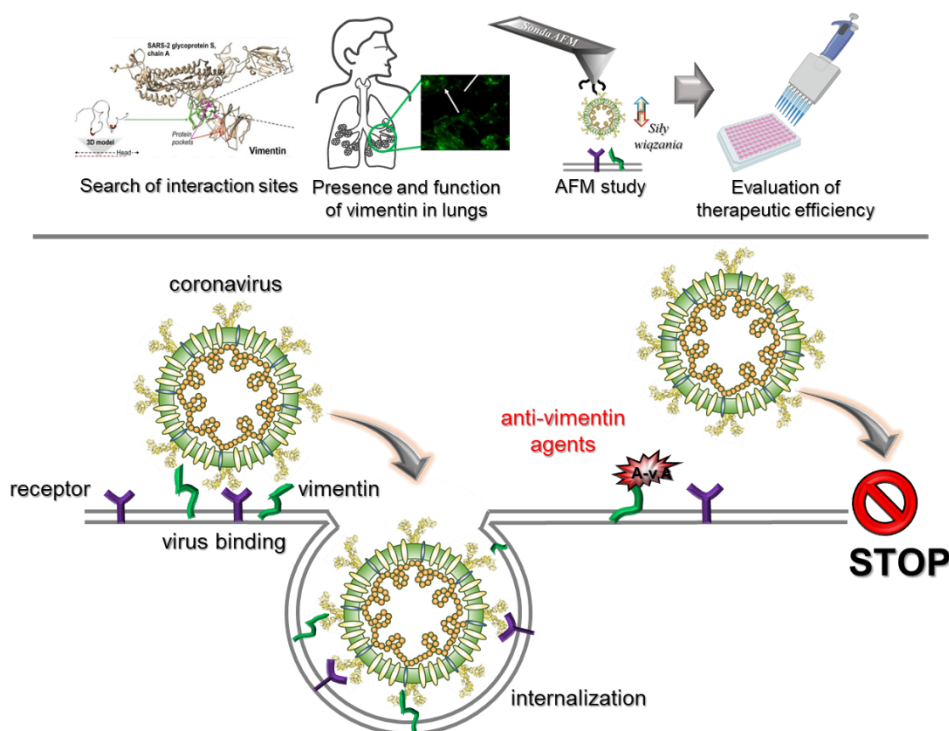 SARS-2 glycoprotein S,
chain A
3D model
Head
Protein
pockets
Vimentin
Sonda AFM
Siły
wiązania
Search of interaction sites
Presence and function
of vimentin in lungs
AFM study
Evaluation of
therapeutic efficiency
coronavirus
anti-vimentin
agents
A-v A
receptor
vimentin
virus binding
STOP
internalization